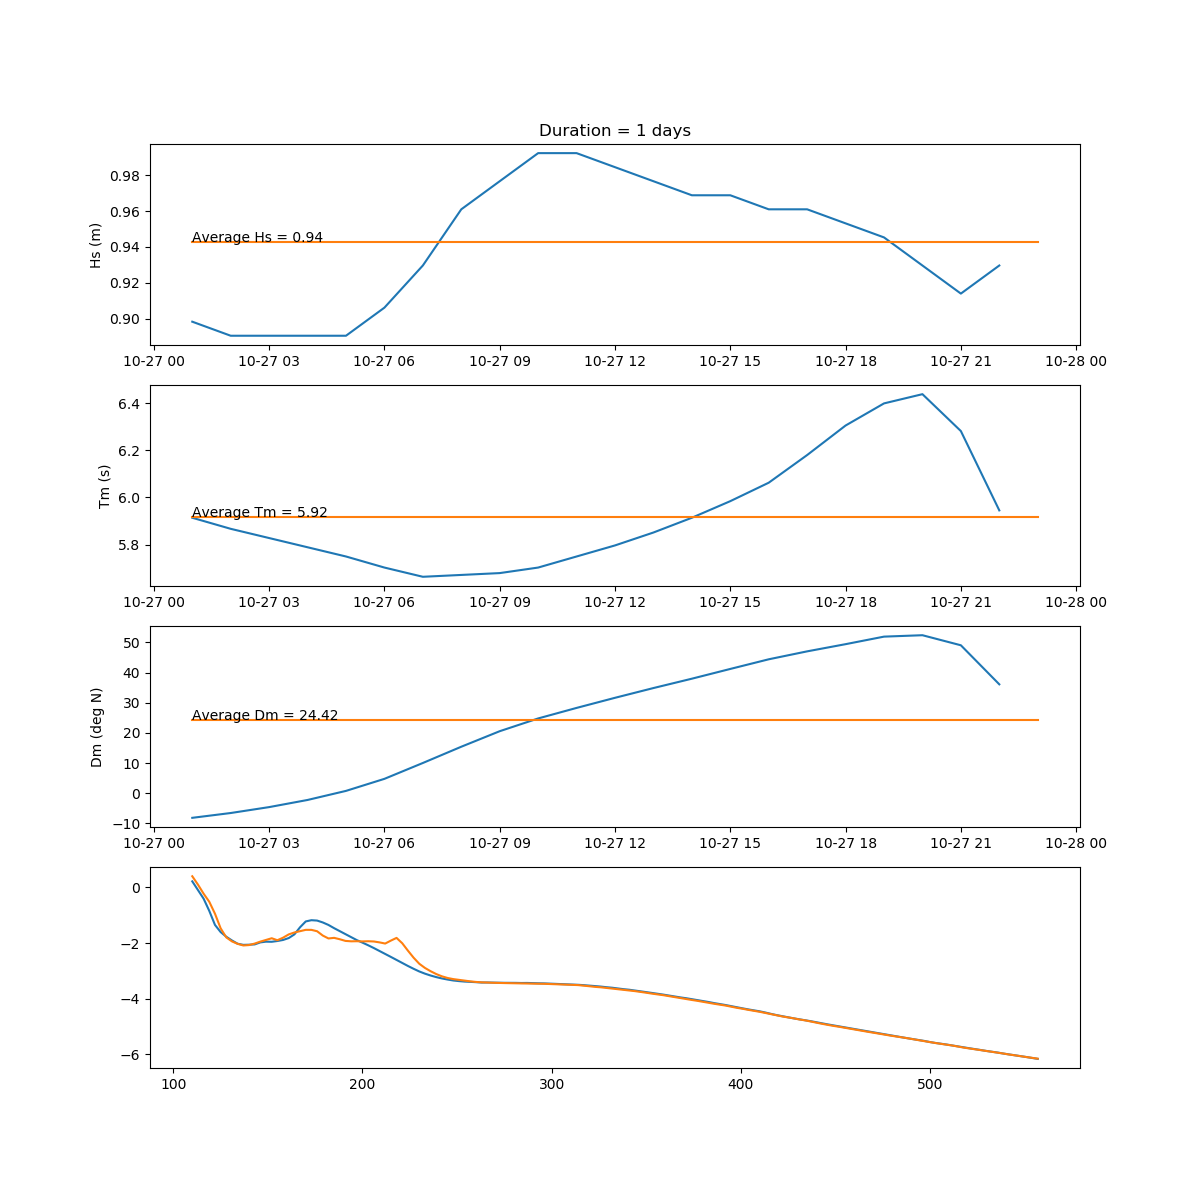 Duration = 1 days
Hs (m)
0.98
0.96
0.94
0.92
0.90
Average Hs = 0.94
10-27 00 10-27 03 10-27 06 10-27 09 10-27 12 10-27 15 10-27 18 10-27 21 10-28 00
Tm (s)
6.4
6.2
6.0
5.8
Average Tm = 5.92
10-27 00 10-27 03 10-27 06 10-27 09 10-27 12 10-27 15 10-27 18 10-27 21 10-28 00
Dm (deg N)
50
40
30
20
10
0
−10
Average Dm = 24.42
10-27 00 10-27 03 10-27 06 10-27 09 10-27 12 10-27 15 10-27 18 10-27 21 10-28 00
0
−2
−4
−6
100 200 300 400 500